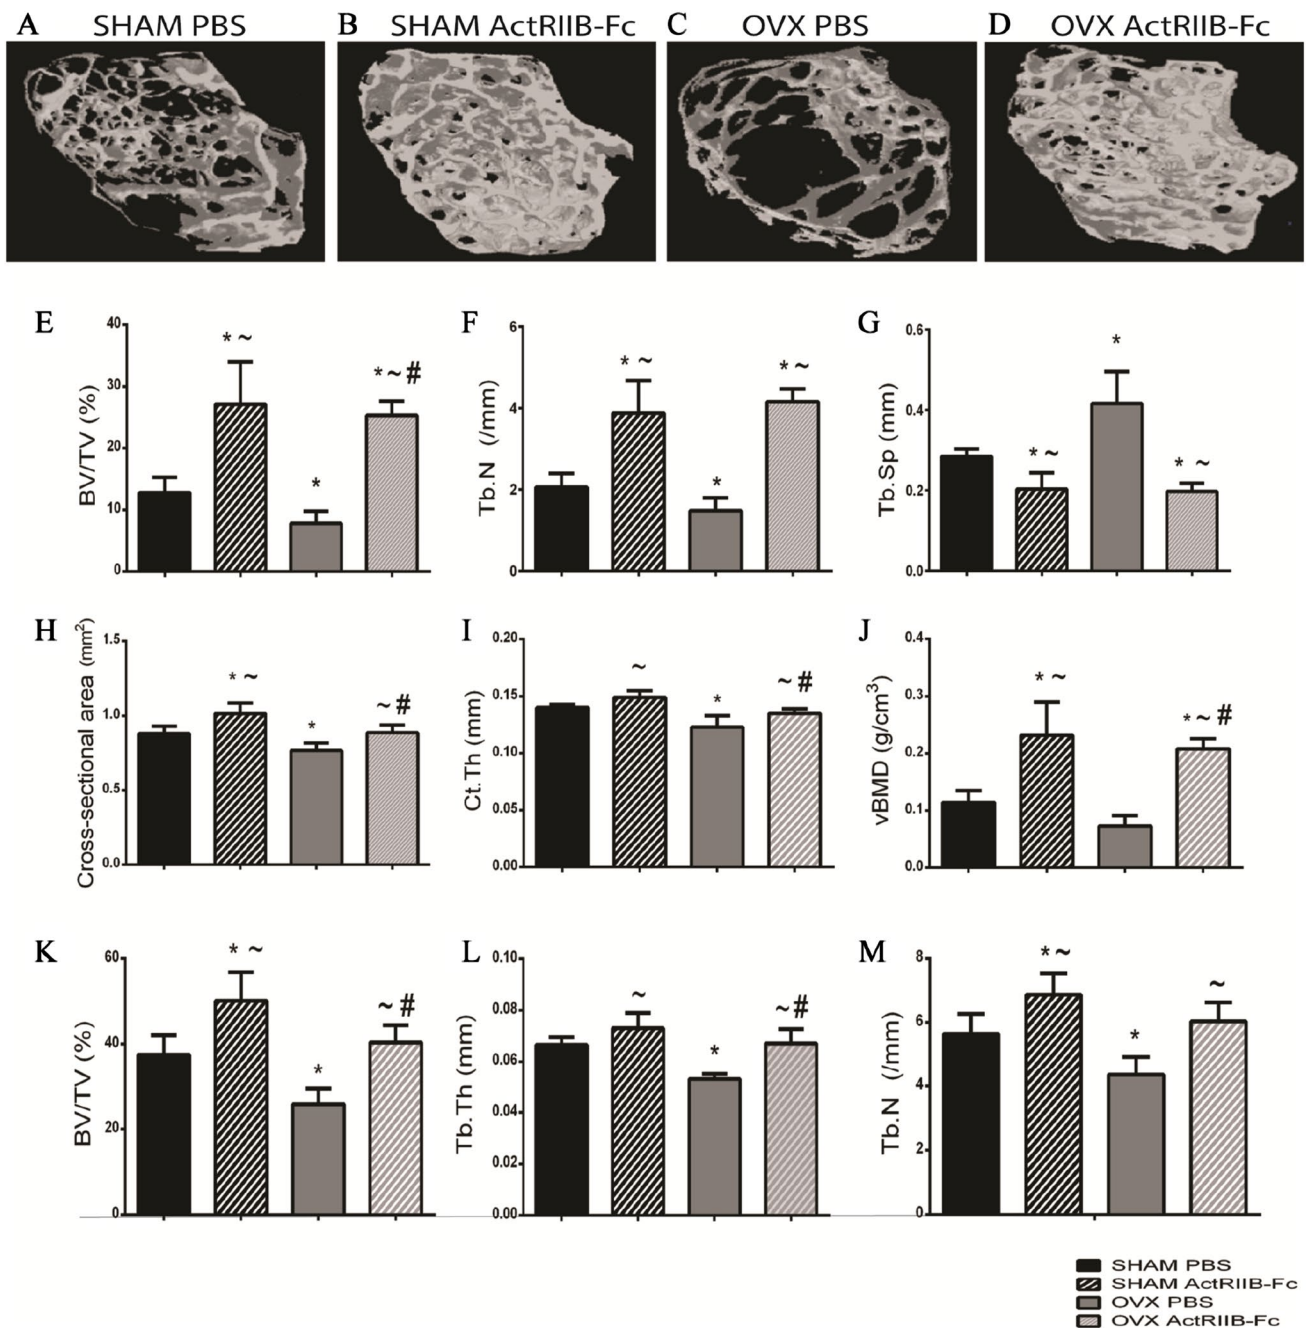 A SHAM PBS B SHAM ActRIIB-Fc C OVX PBS D OVX ActRIIB-Fc
E
BV/TV (%)
40
30
20
10
0
* ~
*
* ~ #
F
Tb.N (/mm)
6
4
2
0
* ~
*
* ~
G
Tb.Sp (mm)
0.6
0.4
0.2
0.0
* ~
*
* ~
H
Cross-sectional area (mm²)
1.5
1.0
0.5
0.0
* ~
*
~ #
I
Ct.Th (mm)
0.20
0.15
0.10
0.05
0.00
~
*
~ #
J
vBMD (g/cm³)
0.4
0.3
0.2
0.1
0.0
* ~
* ~ #
K
BV/TV (%)
60
40
20
0
* ~
*
~ #
L
Tb.Th (mm)
0.10
0.08
0.06
0.04
0.02
0.00
~
*
~ #
M
Tb.N (/mm)
8
6
4
2
0
* ~
*
~
SHAM PBS
SHAM ActRIIB-Fc
OVX PBS
OVX ActRIIB-Fc